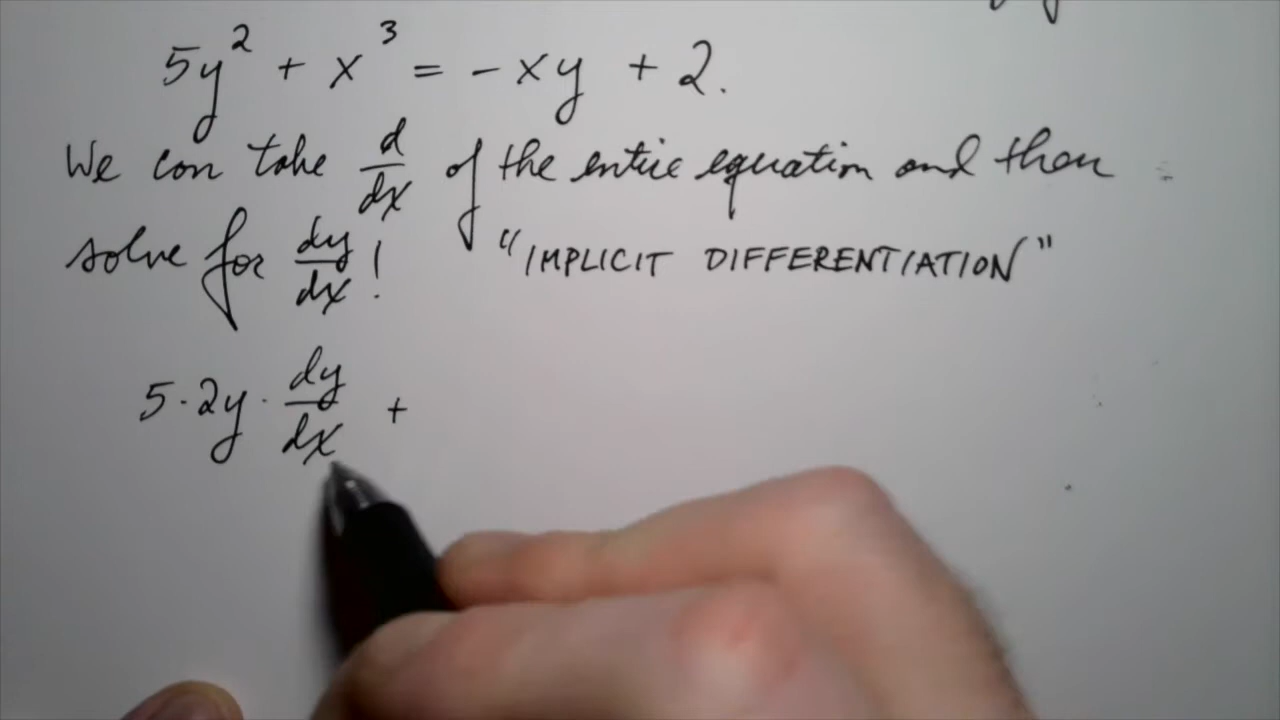 5y² + x³ = -xy + 2.
We can take d/dx of the entire equation and then
solve for dy/dx! "IMPLICIT DIFFERENTIATION"
5·2y·dy/dx +